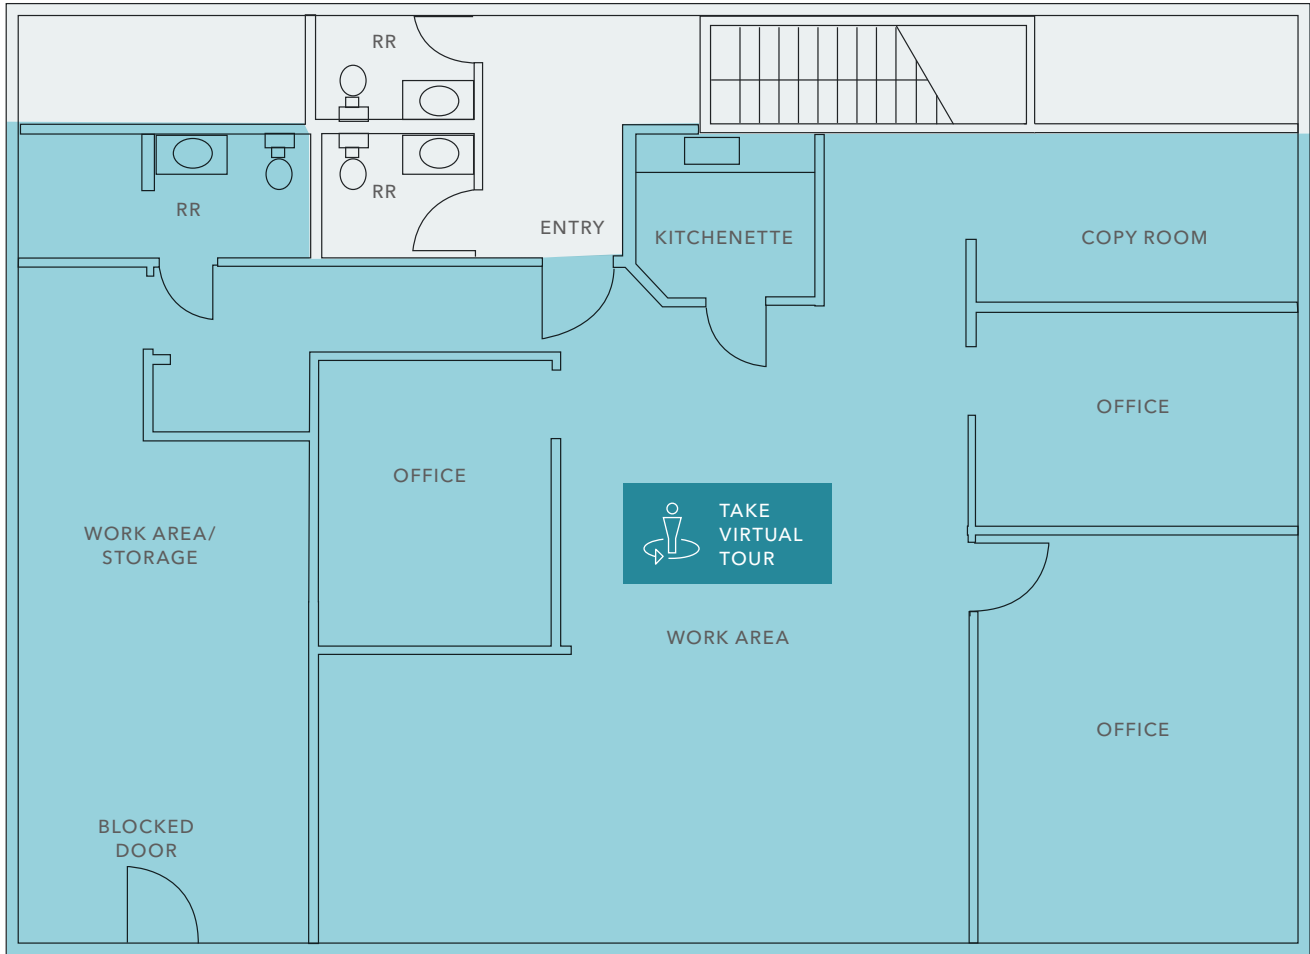 RR
RR
RR
ENTRY
KITCHENETTE
COPY ROOM
OFFICE
OFFICE
TAKE
VIRTUAL
TOUR
WORK AREA/
STORAGE
WORK AREA
OFFICE
BLOCKED
DOOR